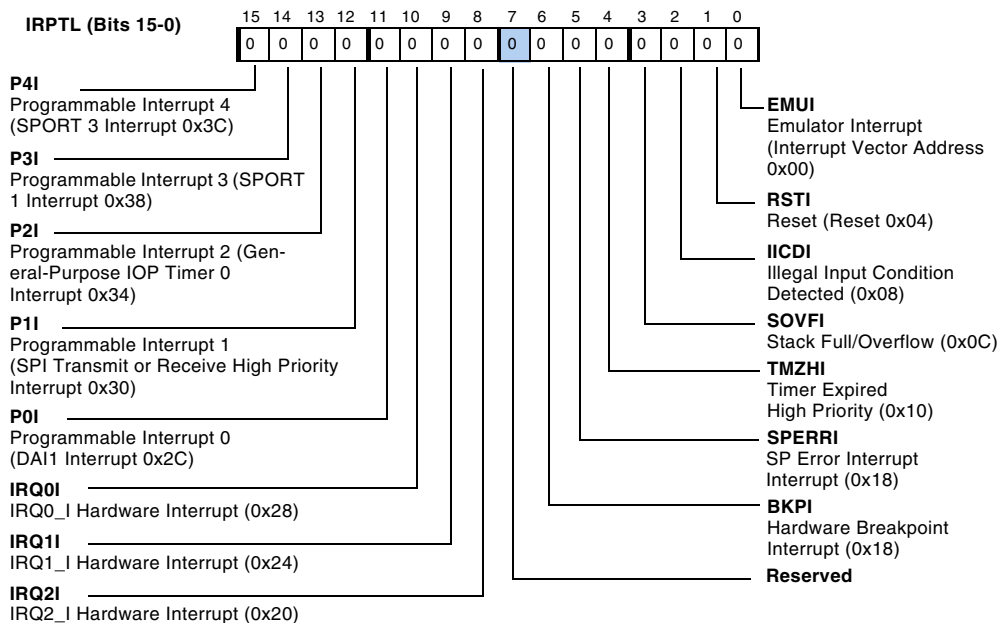 IRPTL (Bits 15-0)
15 14 13 12 11 10 9 8 7 6 5 4 3 2 1 0
0 0 0 0 0 0 0 0 0 0 0 0 0 0 0 0
P4I
Programmable Interrupt 4
(SPORT 3 Interrupt 0x3C)
P3I
Programmable Interrupt 3 (SPORT
1 Interrupt 0x38)
P2I
Programmable Interrupt 2 (Gen-
eral-Purpose IOP Timer 0
Interrupt 0x34)
P1I
Programmable Interrupt 1
(SPI Transmit or Receive High Priority
Interrupt 0x30)
P0I
Programmable Interrupt 0
(DAI1 Interrupt 0x2C)
IRQ0I
IRQ0_I Hardware Interrupt (0x28)
IRQ1I
IRQ1_I Hardware Interrupt (0x24)
IRQ2I
IRQ2_I Hardware Interrupt (0x20)
EMUI
Emulator Interrupt
(Interrupt Vector Address
0x00)
RSTI
Reset (Reset 0x04)
IICDI
Illegal Input Condition
Detected (0x08)
SOVFI
Stack Full/Overflow (0x0C)
TMZHI
Timer Expired
High Priority (0x10)
SPERRI
SP Error Interrupt
Interrupt (0x18)
BKPI
Hardware Breakpoint
Interrupt (0x18)
Reserved